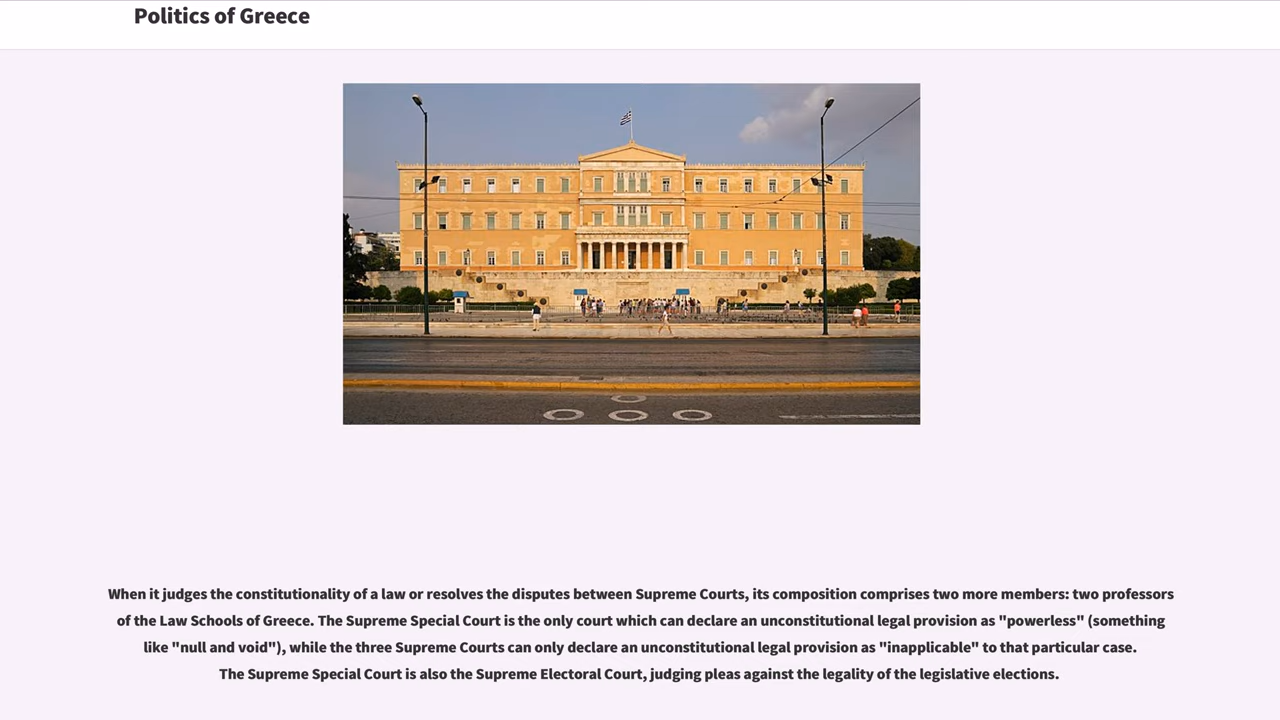 Politics of Greece
When it judges the constitutionality of a law or resolves the disputes between Supreme Courts, its composition comprises two more members: two professors
of the Law Schools of Greece. The Supreme Special Court is the only court which can declare an unconstitutional legal provision as "powerless" (something
like "null and void"), while the three Supreme Courts can only declare an unconstitutional legal provision as "inapplicable" to that particular case.
The Supreme Special Court is also the Supreme Electoral Court, judging pleas against the legality of the legislative elections.